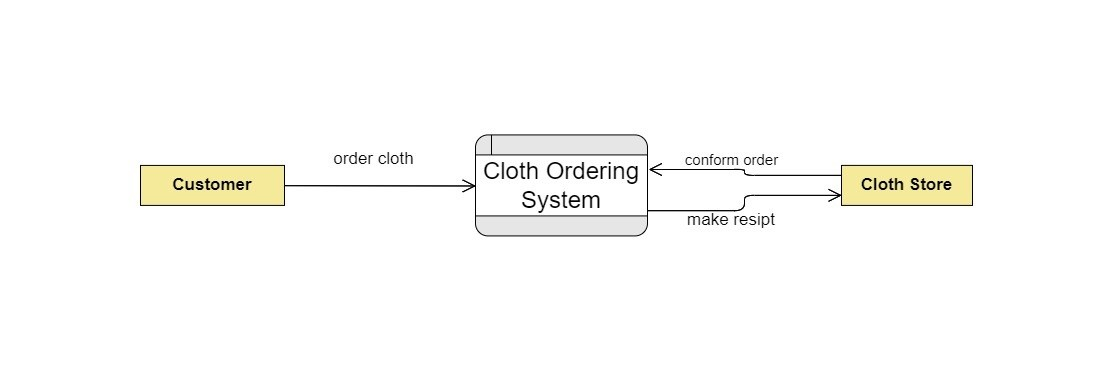 order cloth
Customer
Cloth Ordering
System
conform order
Cloth Store
make resipt